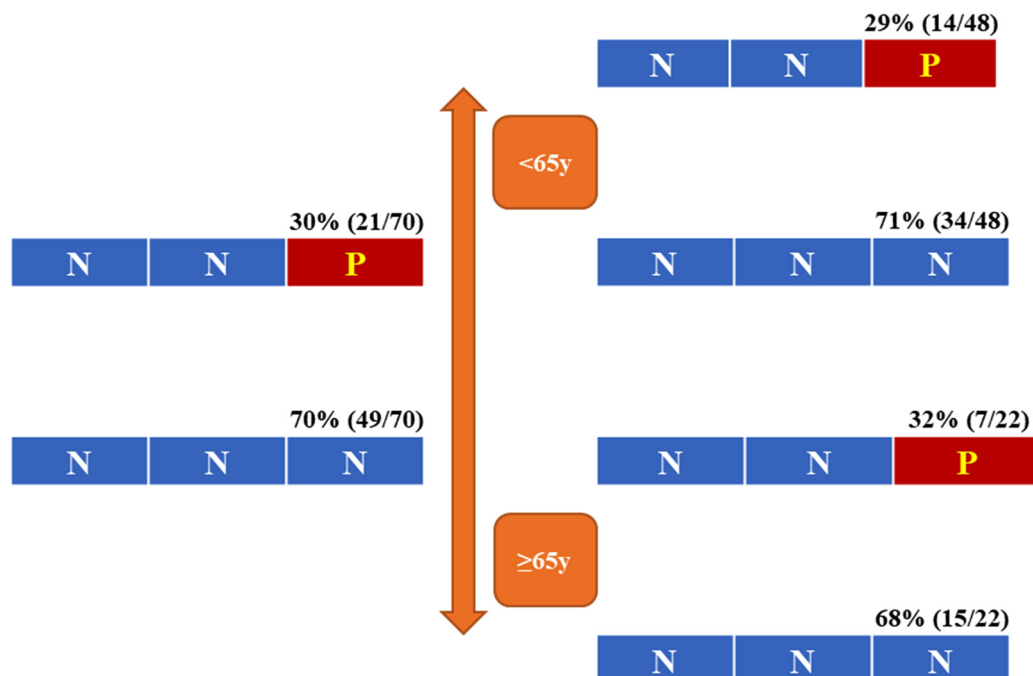 29% (14/48)
N N P
<65y
30% (21/70)
71% (34/48)
N N P
N N N
70% (49/70)
32% (7/22)
N N N
N N P
≥65y
68% (15/22)
N N N